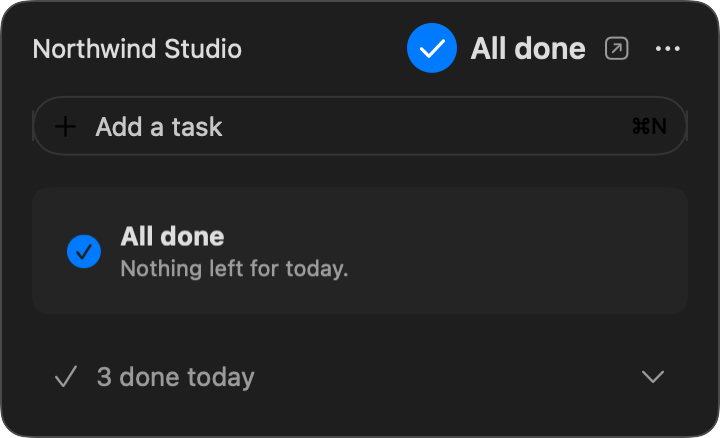 Northwind Studio All done
Add a task ⌘N
All done
Nothing left for today.
3 done today